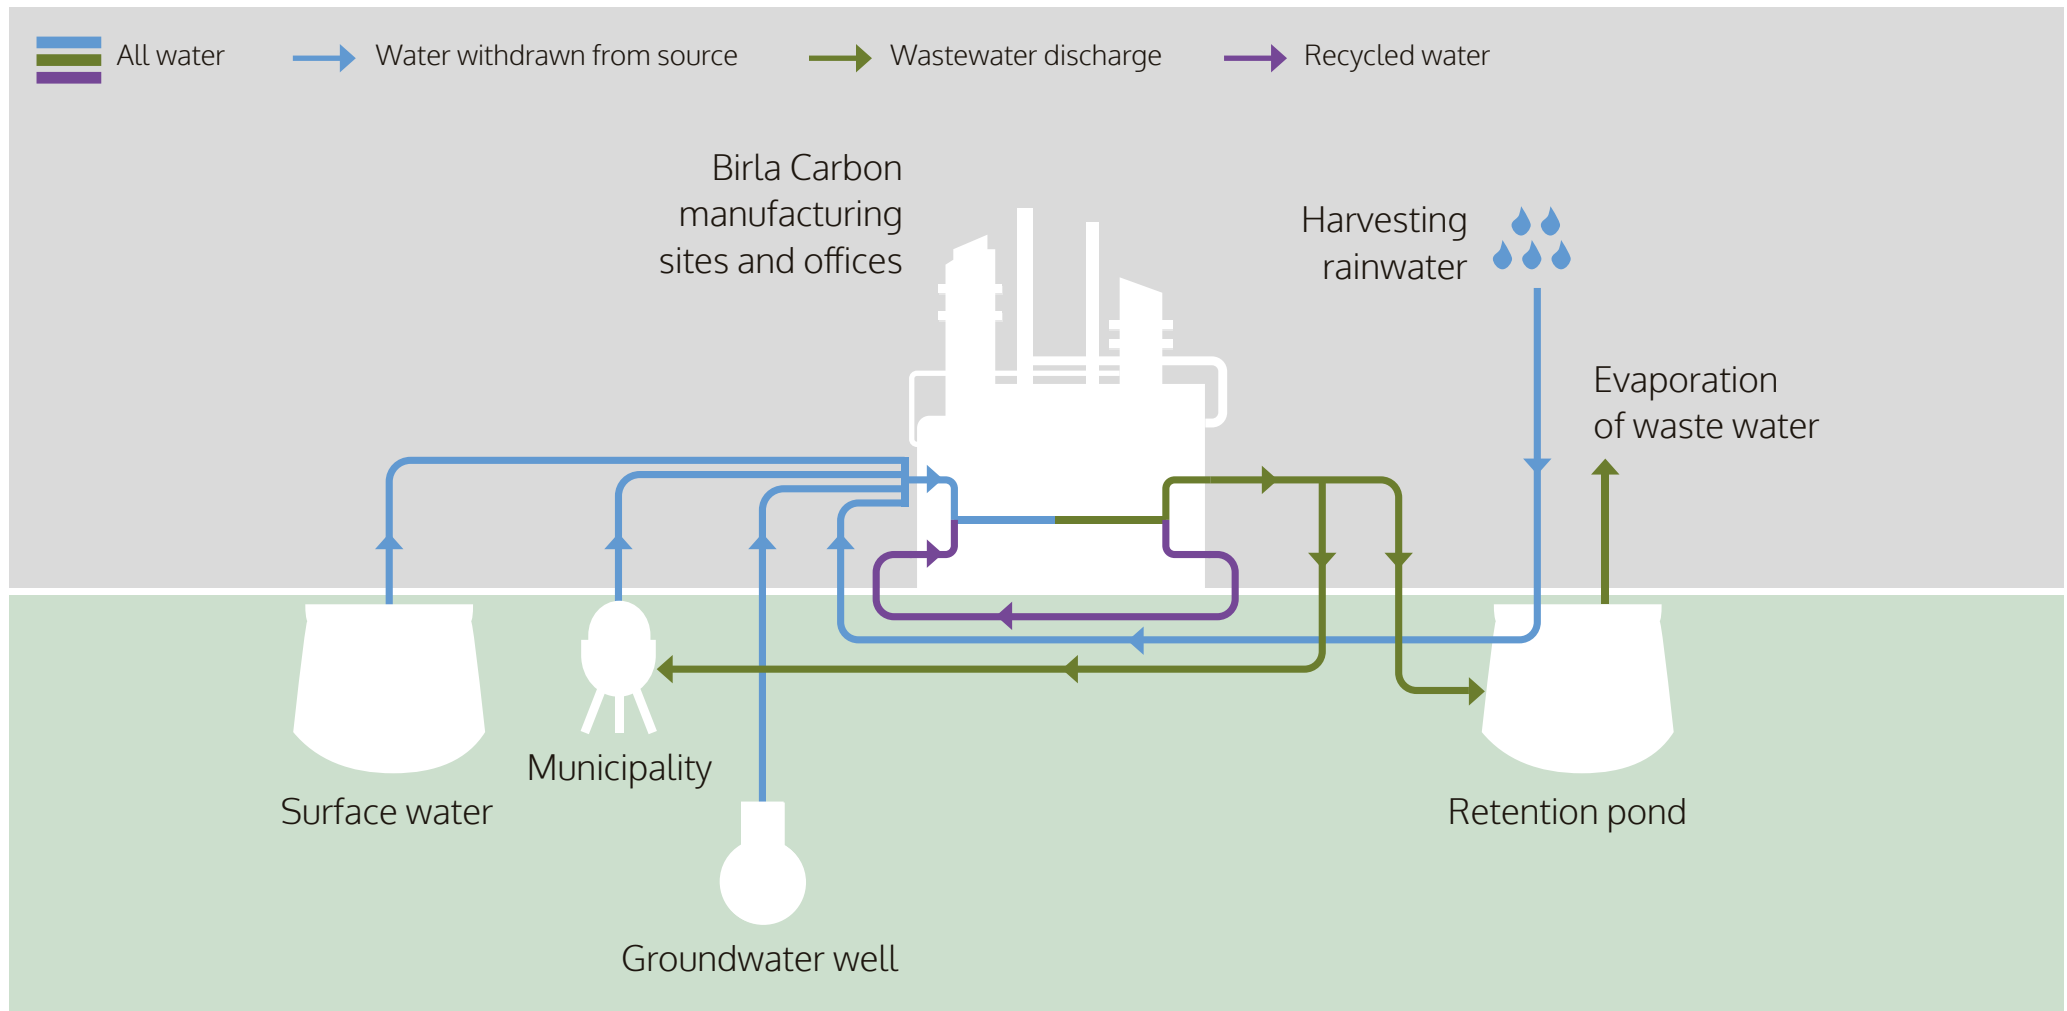 All water
Water withdrawn from source
Wastewater discharge
Recycled water
Birla Carbon
manufacturing
sites and offices
Harvesting
rainwater
Evaporation
of waste water
Surface water
Municipality
Groundwater well
Retention pond